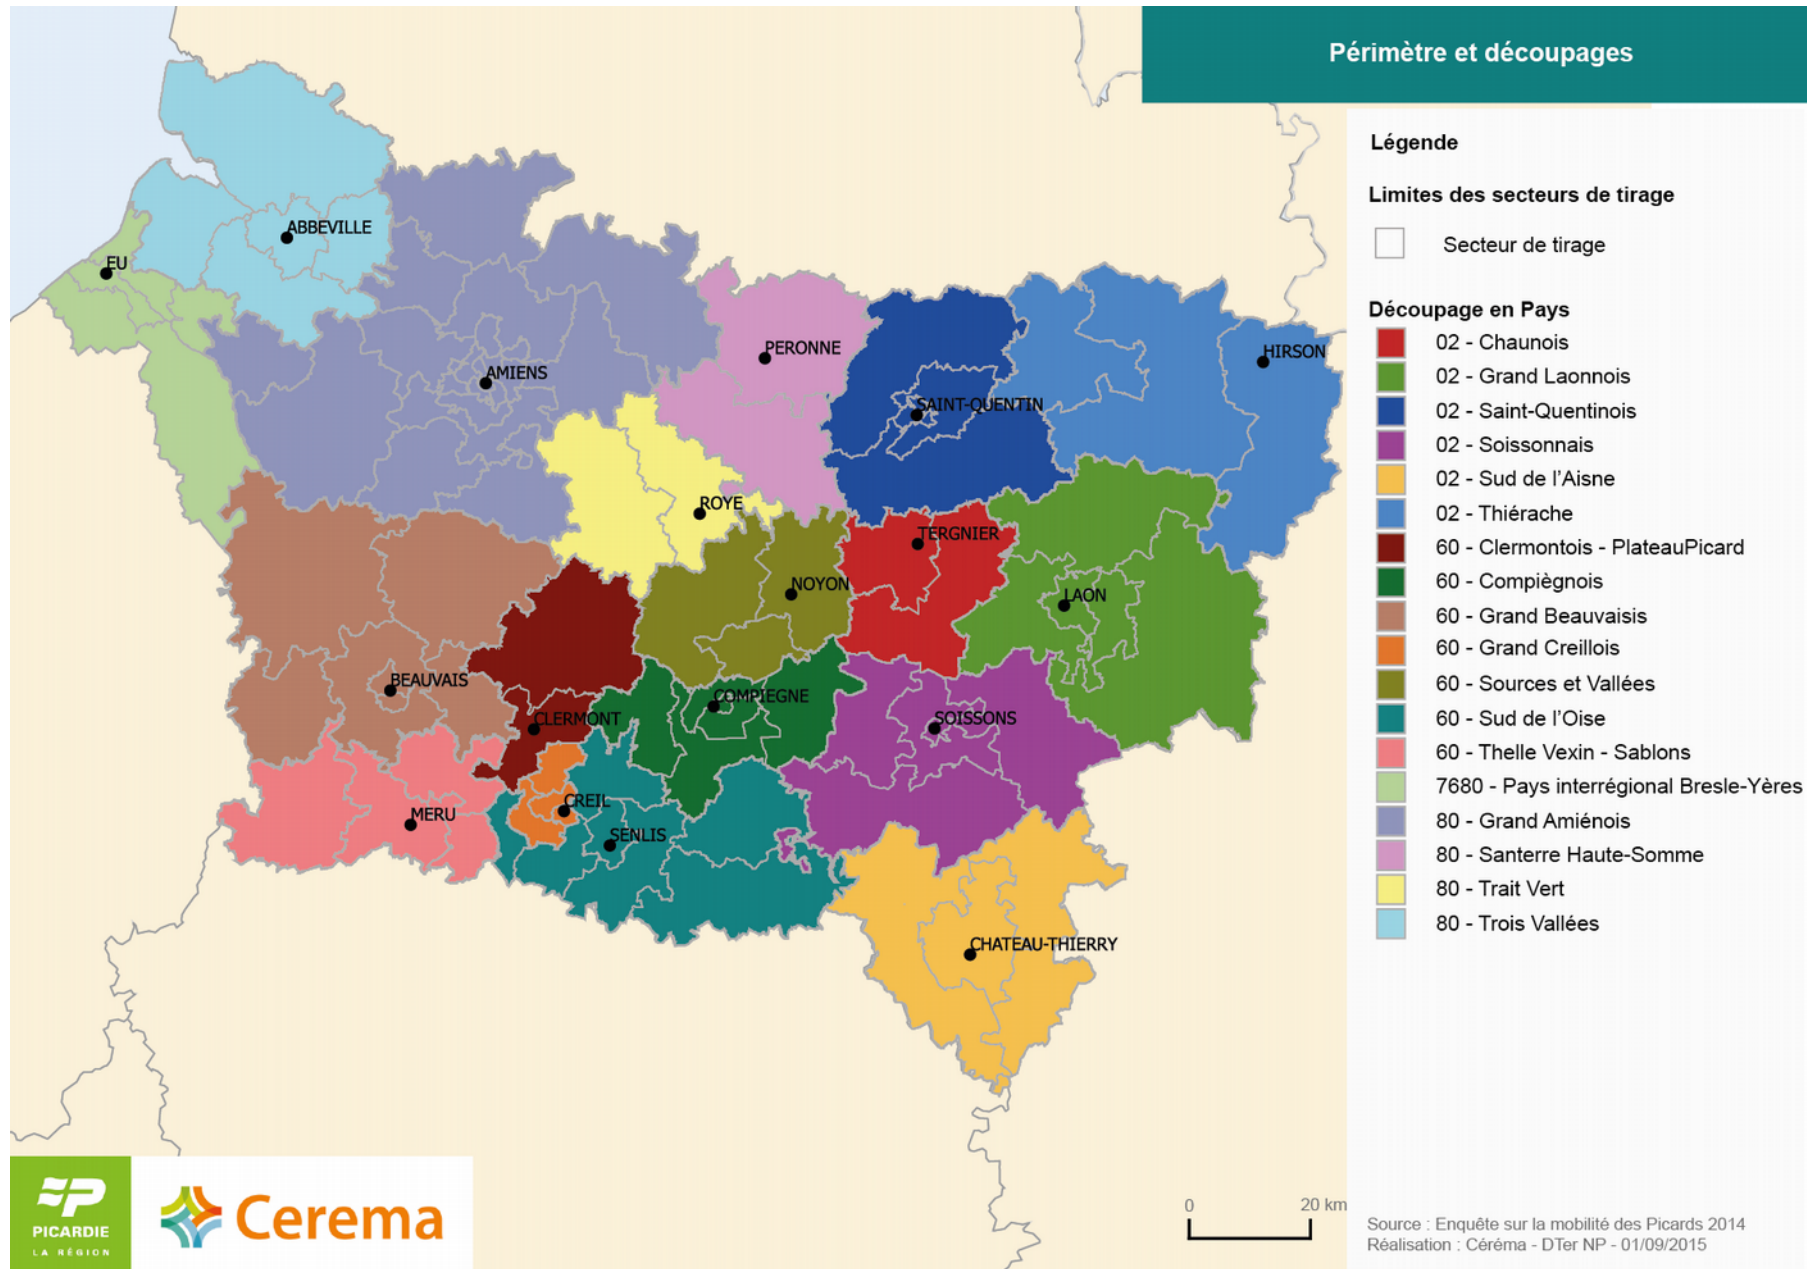 Périmètre et découpages
Légende
Limites des secteurs de tirage
Secteur de tirage
Découpage en Pays
02 - Chaunois
02 - Grand Laonnois
02 - Saint-Quentinois
02 - Soissonnais
02 - Sud de l'Aisne
02 - Thiérache
60 - Clermontois - PlateauPicard
60 - Compiègnois
60 - Grand Beauvaisis
60 - Grand Creillois
60 - Sources et Vallées
60 - Sud de l'Oise
60 - Thelle Vexin - Sablons
7680 - Pays interrégional Bresle-Yères
80 - Grand Amiénois
80 - Santerre Haute-Somme
80 - Trait Vert
80 - Trois Vallées
ABBEVILLE
EU
PERONNE
HIRSON
AMIENS
SAINT-QUENTIN
ROYE
TERGNIER
NOYON
LAON
BEAUVAIS
COMPIEGNE
CLERMONT
SOISSONS
CREIL
MERU
SENLIS
CHATEAU-THIERRY
PICARDIE
LA RÉGION
Cerema
0 20 km
Source : Enquête sur la mobilité des Picards 2014
Réalisation : Céréma - DTer NP - 01/09/2015